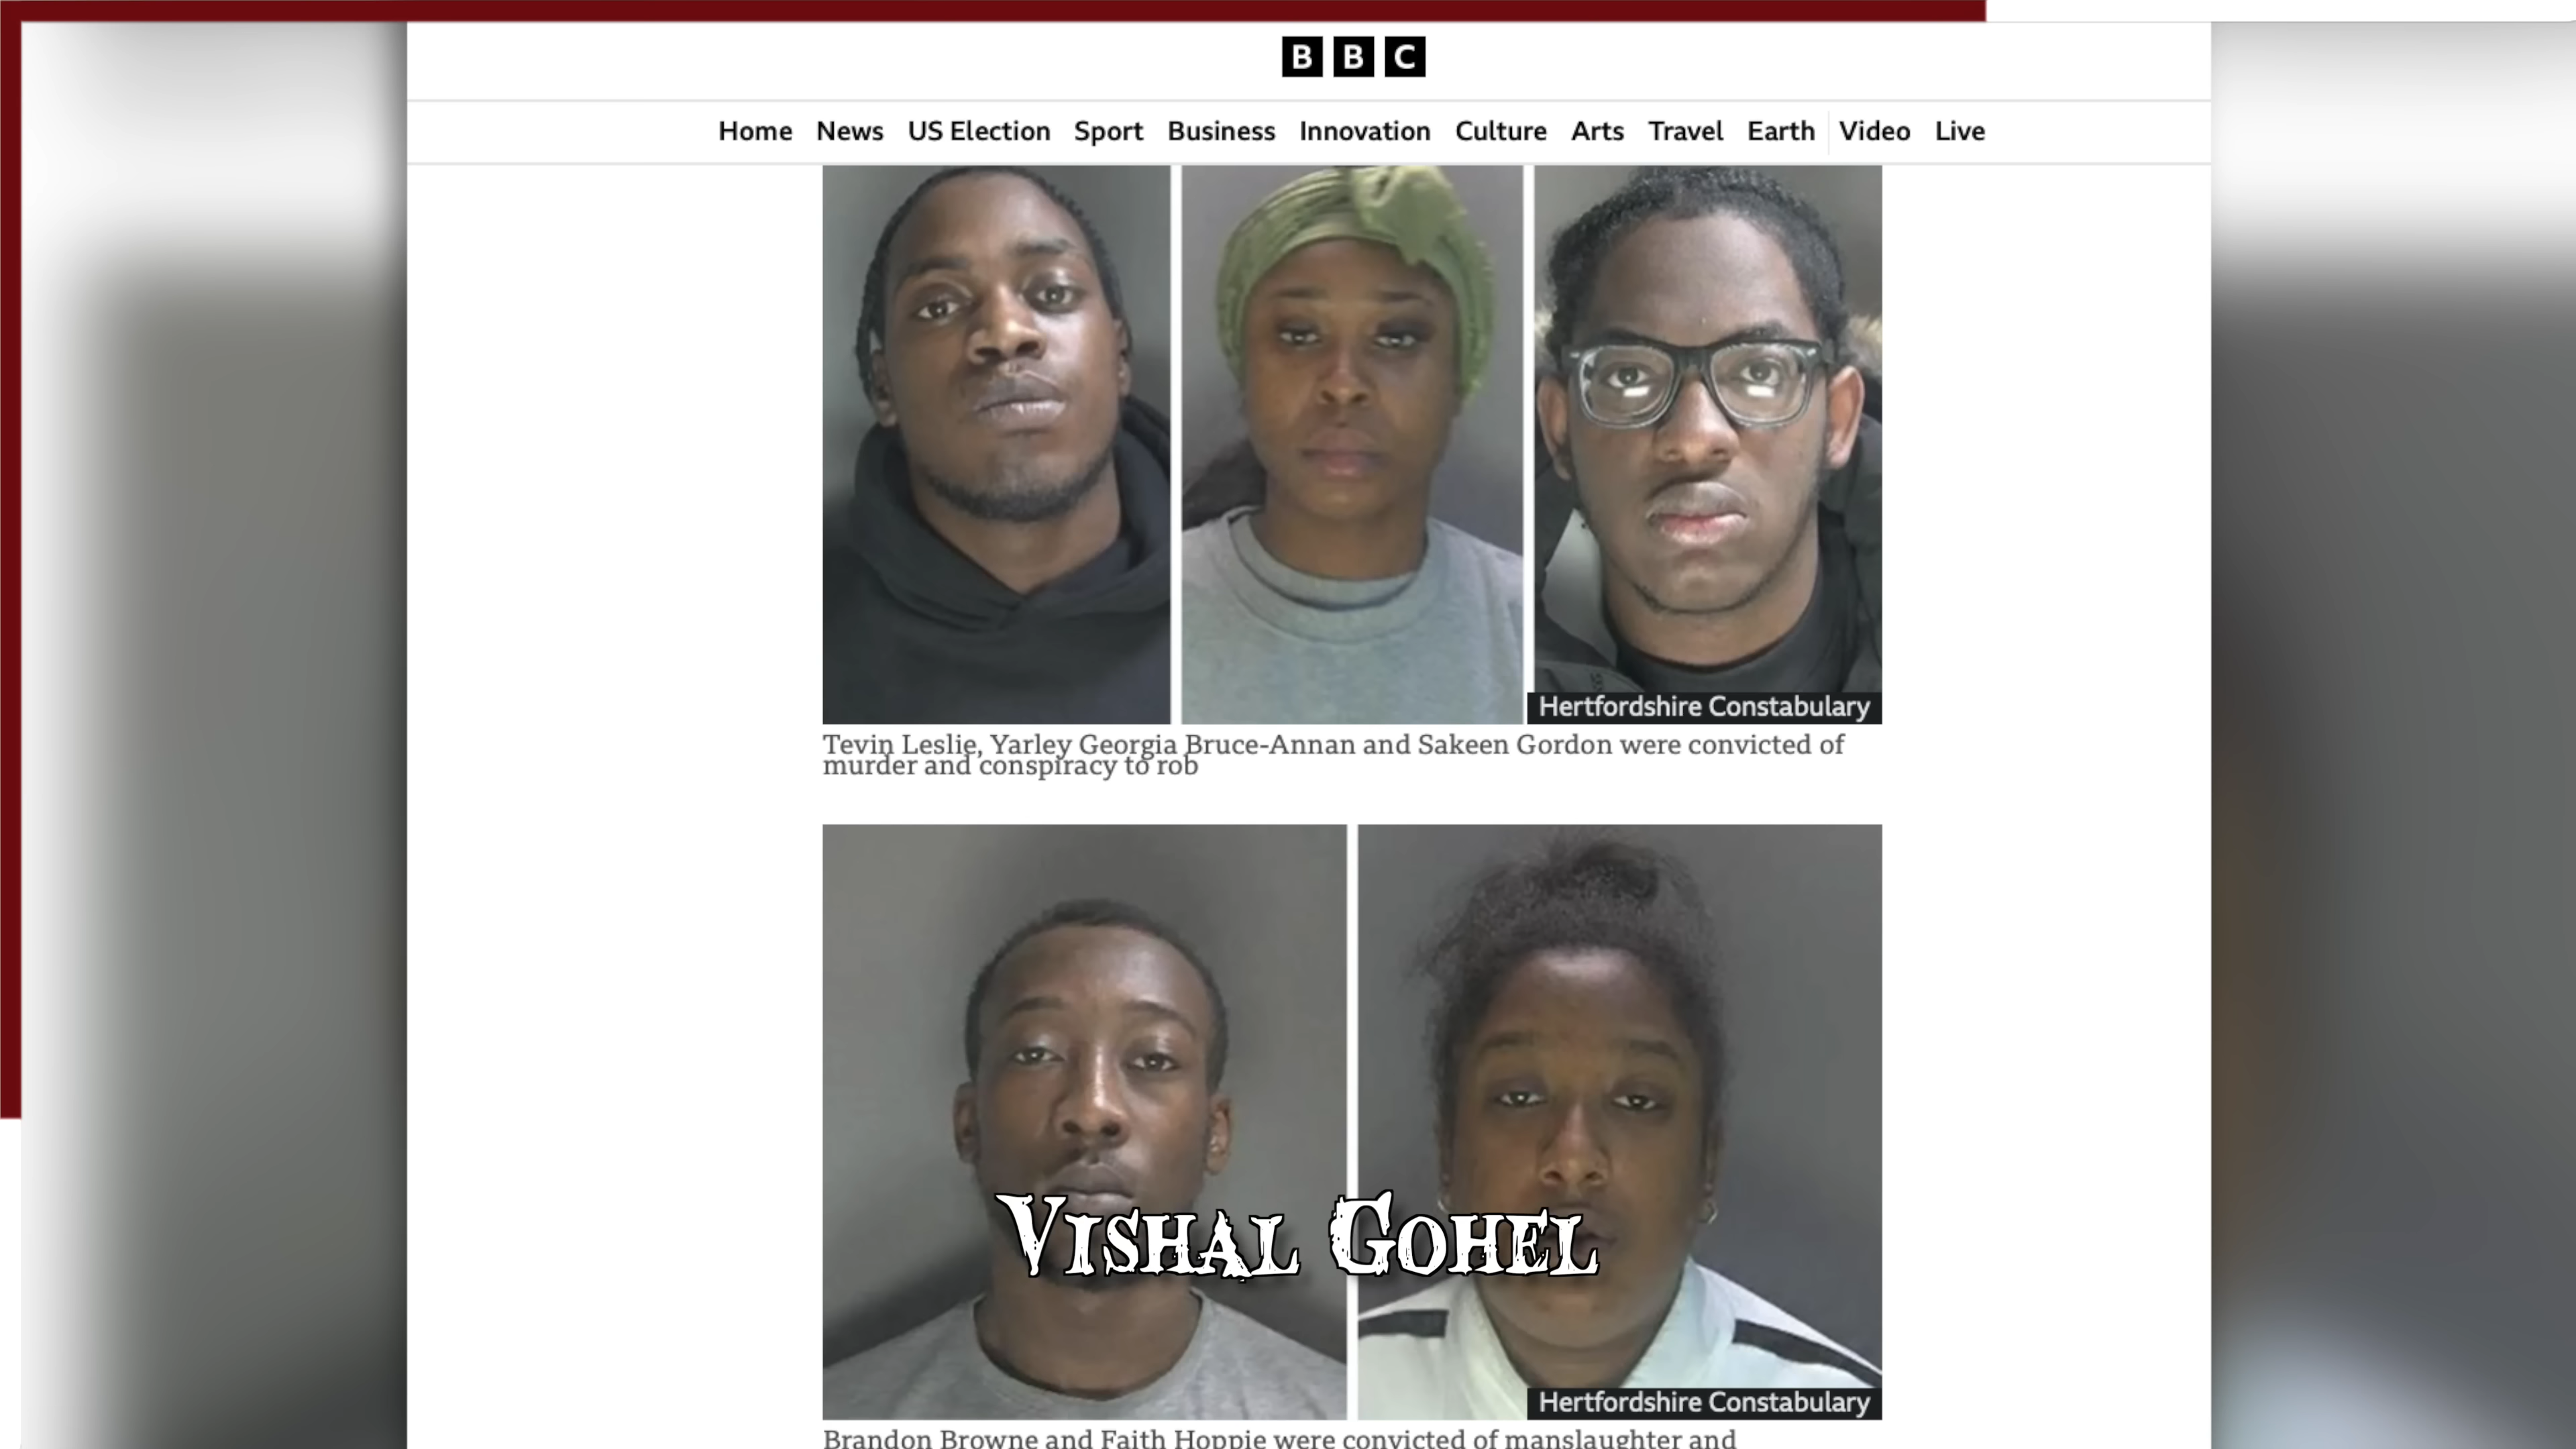 BBC
Home News US Election Sport Business Innovation Culture Arts Travel Earth Video Live
Hertfordshire Constabulary
Tevin Leslie, Yarley Georgia Bruce-Annan and Sakeen Gordon were convicted of
murder and conspiracy to rob
Vishal Gohel
Hertfordshire Constabulary
Brandon Browne and Faith Hoppie were convicted of manslaughter and